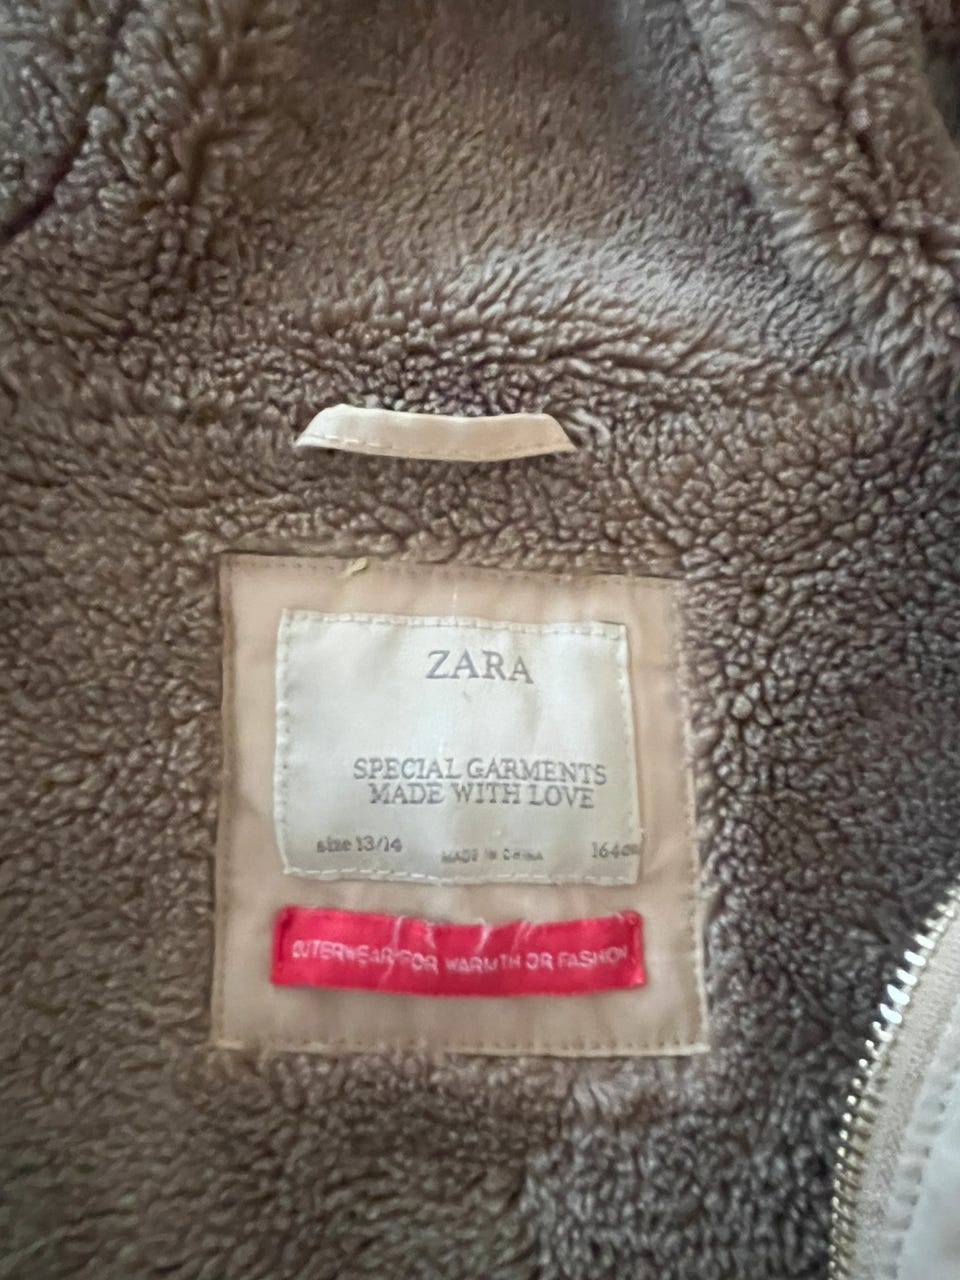 ZARA
SPECIAL GARMENTS
MADE WITH LOVE
size 13/14 MADE IN CHINA 164cm
OUTERWEAR FOR WARMTH OR FASHION